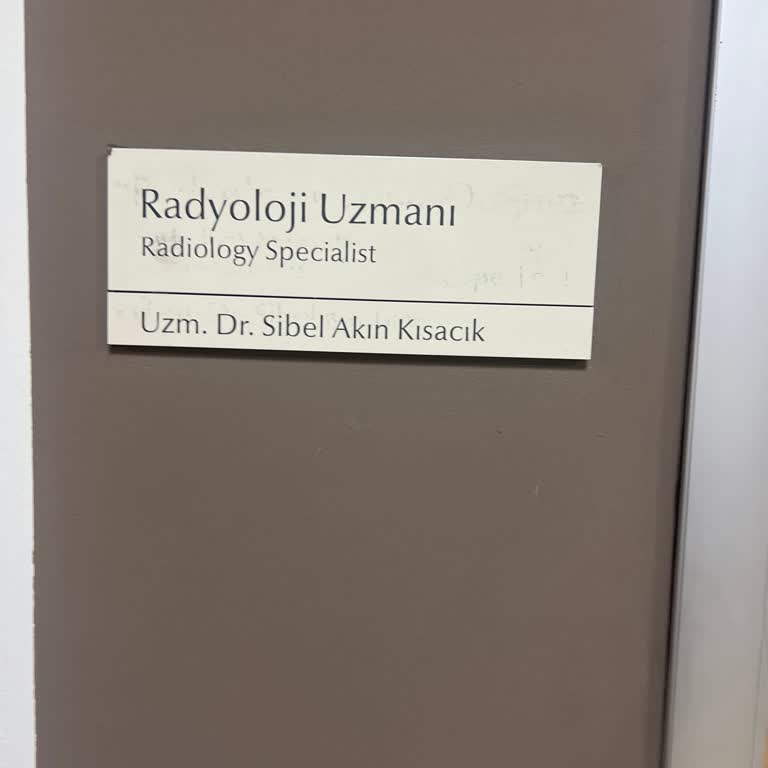 Radyoloji Uzmanı
Radiology Specialist
Uzm. Dr. Sibel Akın Kısacık